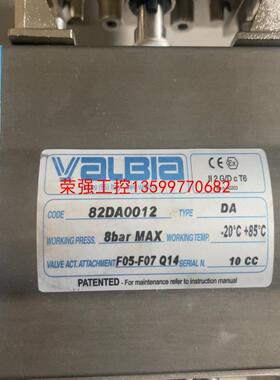 VALBIA
CE Ex
II 2 G/D c T6
荣强工控13599770682
CODE 82DA0012 TYPE DA
WORKING PRESS. 8bar MAX WORKING TEMP. -20°C +85°C
VALVE ACT. ATTACHMENT F05-F07 Q14 SERIAL N. 10 CC
PATENTED - For maintenance refer to instruction manual